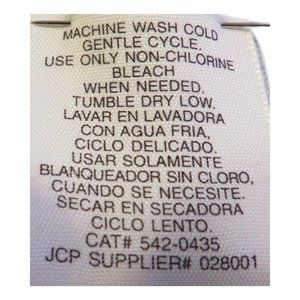 MACHINE WASH COLD
GENTLE CYCLE.
USE ONLY NON-CHLORINE
BLEACH
WHEN NEEDED.
TUMBLE DRY LOW.
LAVAR EN LAVADORA
CON AGUA FRIA,
CICLO DELICADO.
USAR SOLAMENTE
BLANQUEADOR SIN CLORO,
CUANDO SE NECESITE.
SECAR EN SECADORA
CICLO LENTO.
CAT# 542-0435
JCP SUPPLIER# 028001